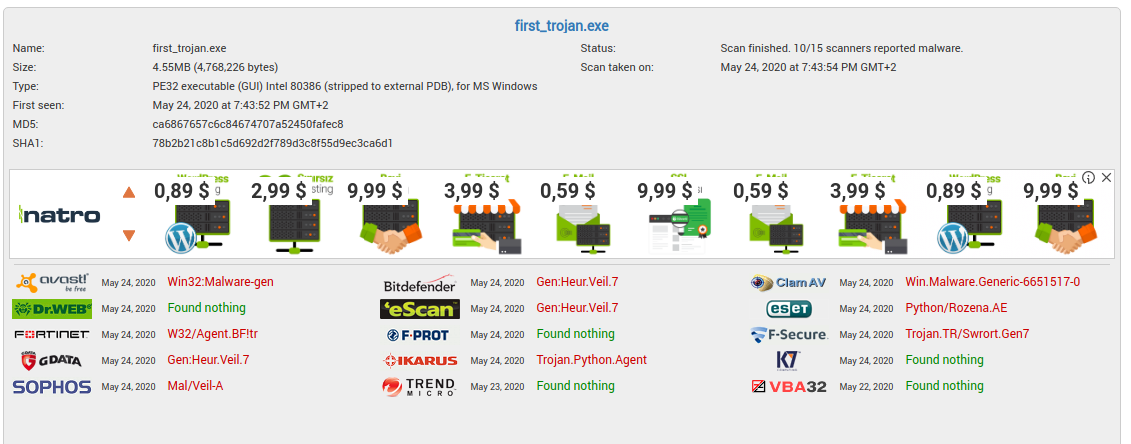 first_trojan.exe
Name: first_trojan.exe Status: Scan finished. 10/15 scanners reported malware.
Size: 4.55MB (4,768,226 bytes) Scan taken on: May 24, 2020 at 7:43:54 PM GMT+2
Type: PE32 executable (GUI) Intel 80386 (stripped to external PDB), for MS Windows
First seen: May 24, 2020 at 7:43:52 PM GMT+2
MD5: ca6867657c6c84674707a52450fafec8
SHA1: 78b2b21c8b1c5d692d2f789d3c8f55d9ec3ca6d1
natro 0,89 $ 2,99 $ 9,99 $ 3,99 $ 0,59 $ 9,99 $ 0,59 $ 3,99 $ 0,89 $ 9,99 $
avast! be free May 24, 2020 Win32:Malware-gen Bitdefender May 24, 2020 Gen:Heur.Veil.7 Clam AV May 24, 2020 Win.Malware.Generic-6651517-0
Dr.WEB May 24, 2020 Found nothing eScan May 24, 2020 Gen:Heur.Veil.7 eSET May 24, 2020 Python/Rozena.AE
FORTINET May 24, 2020 W32/Agent.BF!tr F-PROT May 24, 2020 Found nothing F-Secure. May 24, 2020 Trojan.TR/Swrort.Gen7
G DATA May 24, 2020 Gen:Heur.Veil.7 IKARUS May 24, 2020 Trojan.Python.Agent K7 May 24, 2020 Found nothing
SOPHOS May 24, 2020 Mal/Veil-A TREND MICRO May 23, 2020 Found nothing VBA32 May 22, 2020 Found nothing